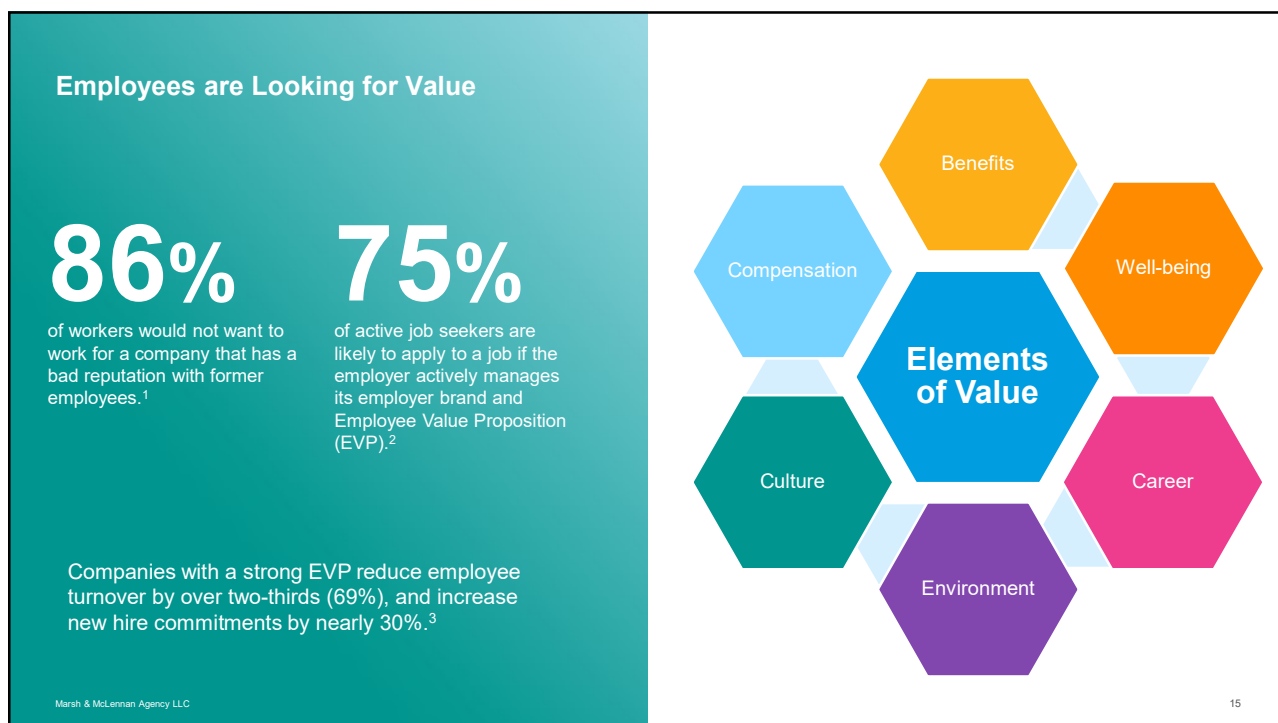 Employees are Looking for Value
86%
of workers would not want to
work for a company that has a
bad reputation with former
employees.1
75%
of active job seekers are
likely to apply to a job if the
employer actively manages
its employer brand and
Employee Value Proposition
(EVP).2
Companies with a strong EVP reduce employee
turnover by over two-thirds (69%), and increase
new hire commitments by nearly 30%.3
Marsh & McLennan Agency LLC
Benefits
Well-being
Compensation
Elements
of Value
Culture
Career
Environment
15